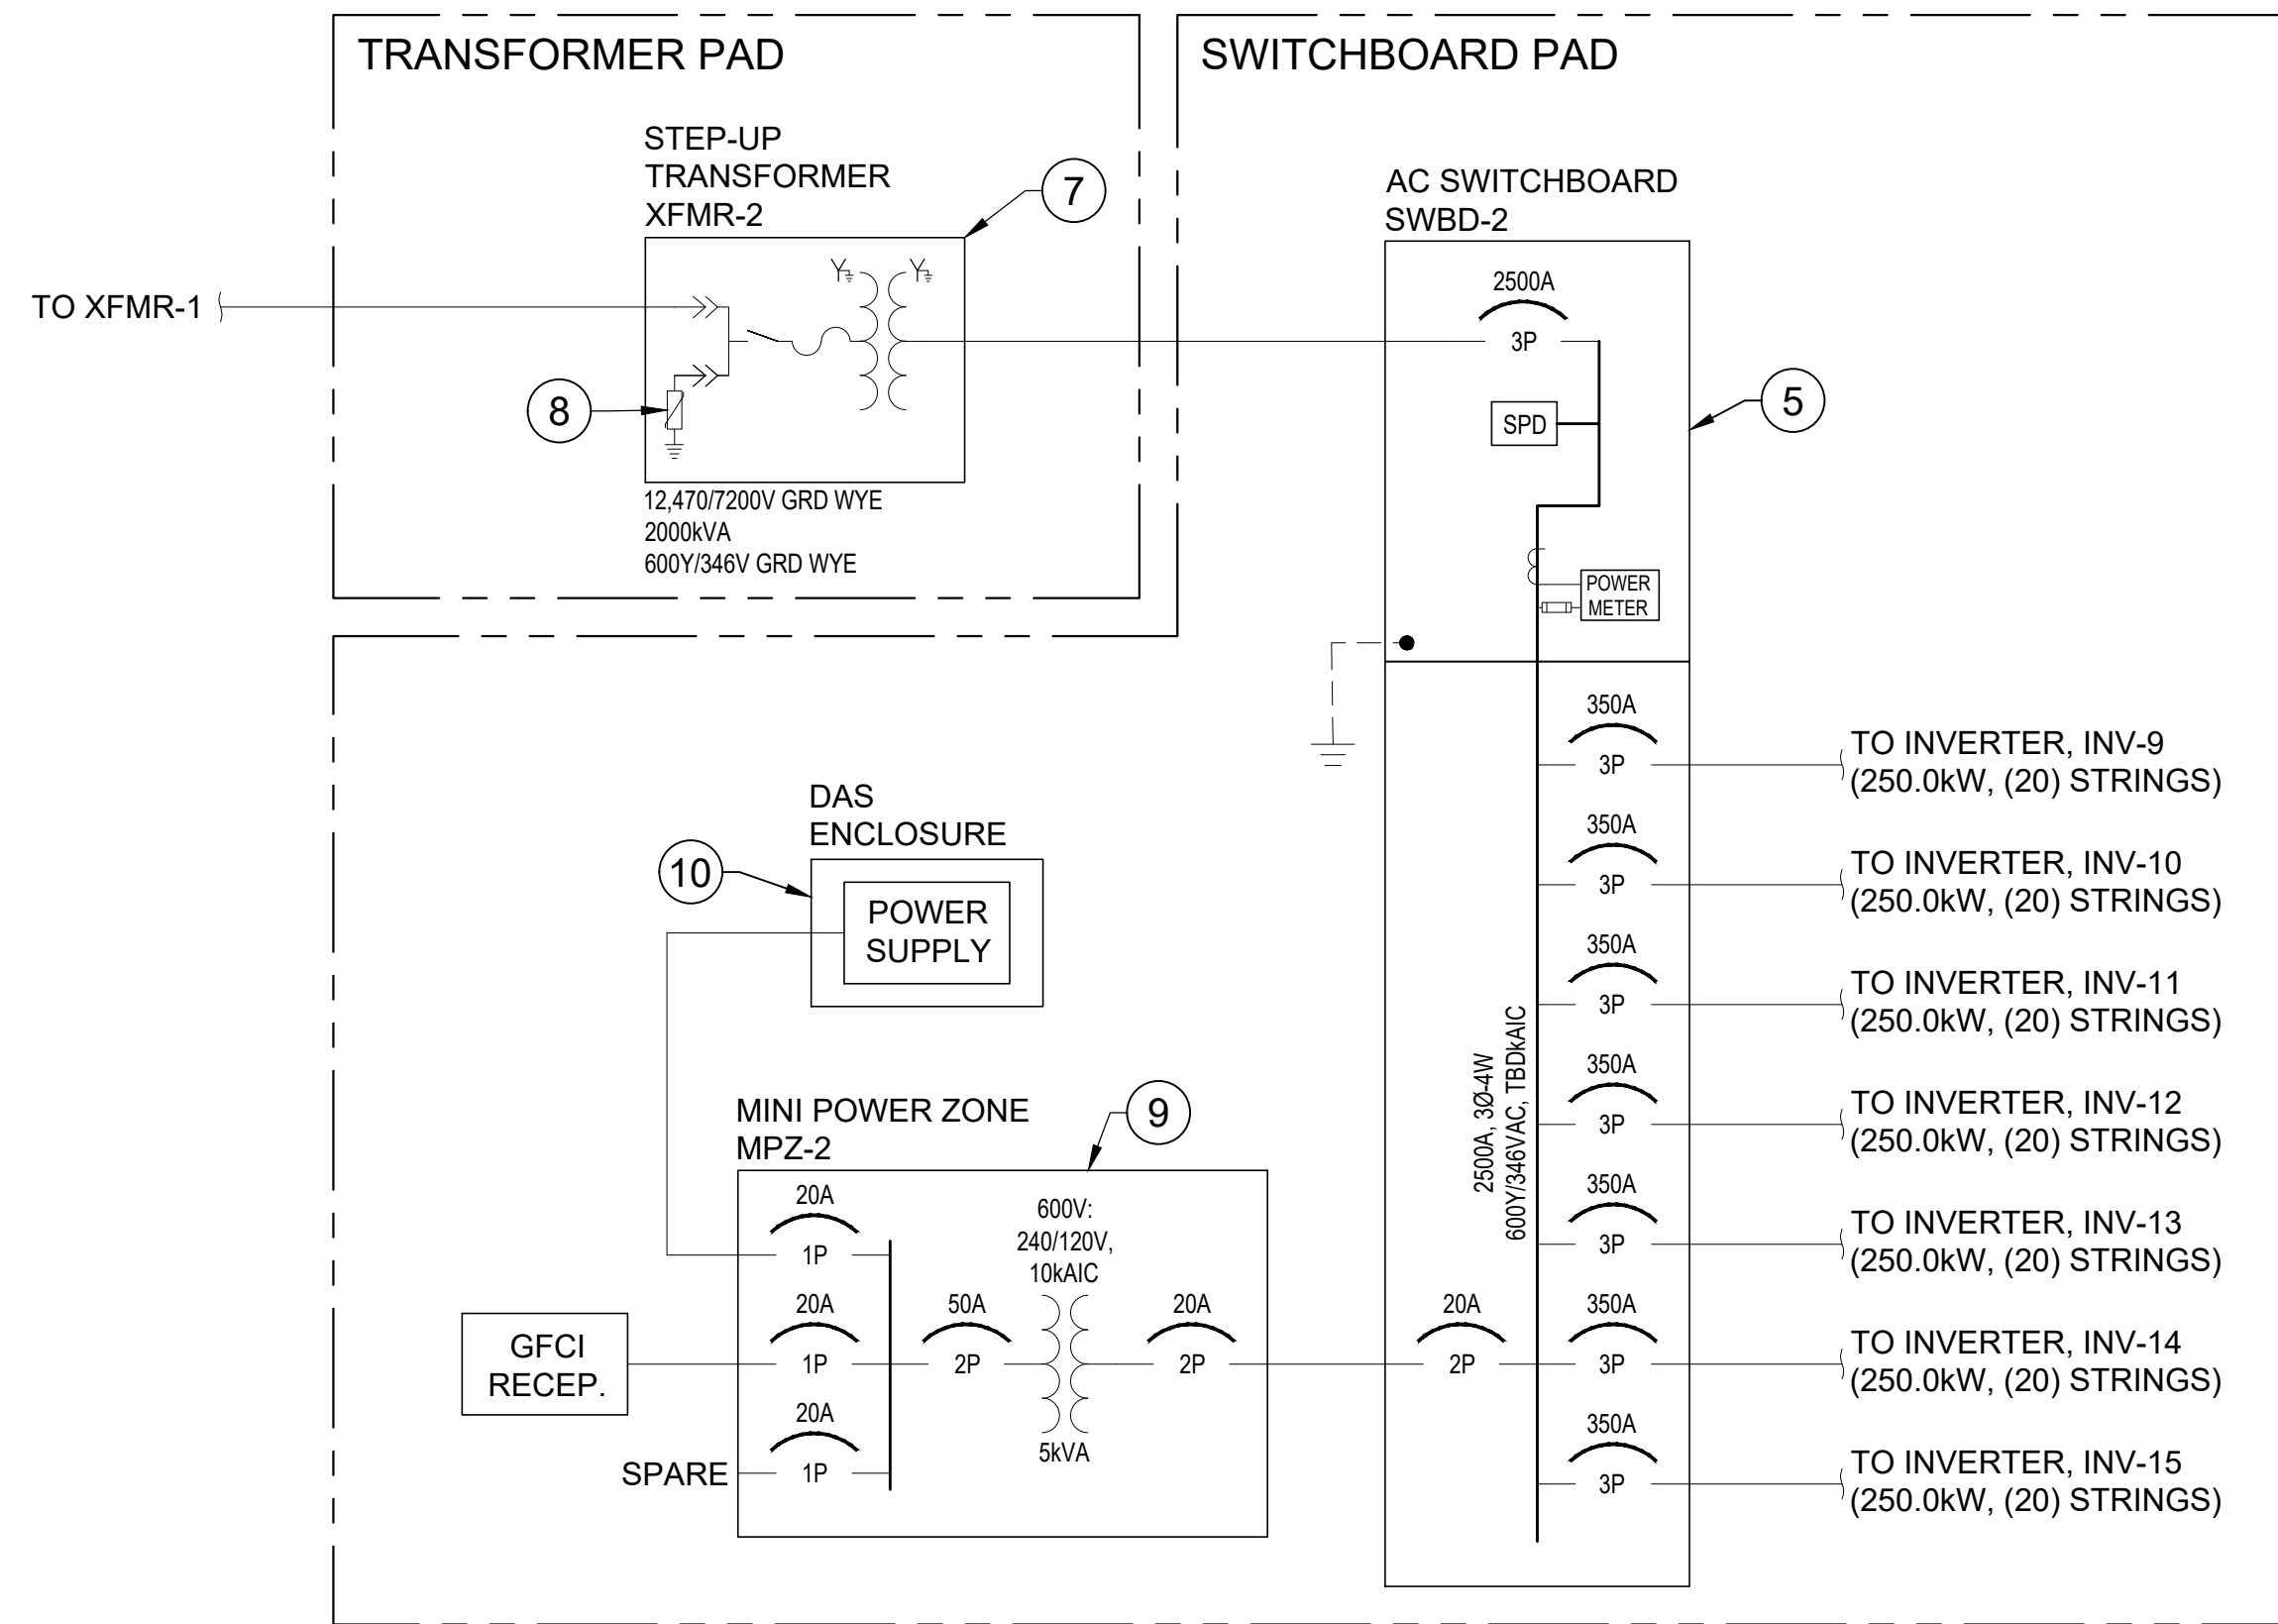 TRANSFORMER PAD
SWITCHBOARD PAD
STEP-UP
TRANSFORMER
XFMR-2
7
AC SWITCHBOARD
SWBD-2
2500A
3P
TO XFMR-1
8
SPD
5
12,470/7200V GRD WYE
2000kVA
600Y/346V GRD WYE
POWER
METER
350A
3P
TO INVERTER, INV-9
(250.0kW, (20) STRINGS)
350A
3P
TO INVERTER, INV-10
(250.0kW, (20) STRINGS)
350A
3P
TO INVERTER, INV-11
(250.0kW, (20) STRINGS)
350A
3P
TO INVERTER, INV-12
(250.0kW, (20) STRINGS)
350A
3P
TO INVERTER, INV-13
(250.0kW, (20) STRINGS)
350A
3P
TO INVERTER, INV-14
(250.0kW, (20) STRINGS)
350A
3P
TO INVERTER, INV-15
(250.0kW, (20) STRINGS)
2500A, 3Ø-4W
600Y/346VAC, TBDkAIC
20A
2P
DAS
ENCLOSURE
10
POWER
SUPPLY
MINI POWER ZONE
MPZ-2
9
20A
1P
600V:
240/120V,
10kAIC
20A
1P
50A
2P
20A
2P
5kVA
20A
1P
GFCI
RECEP.
SPARE